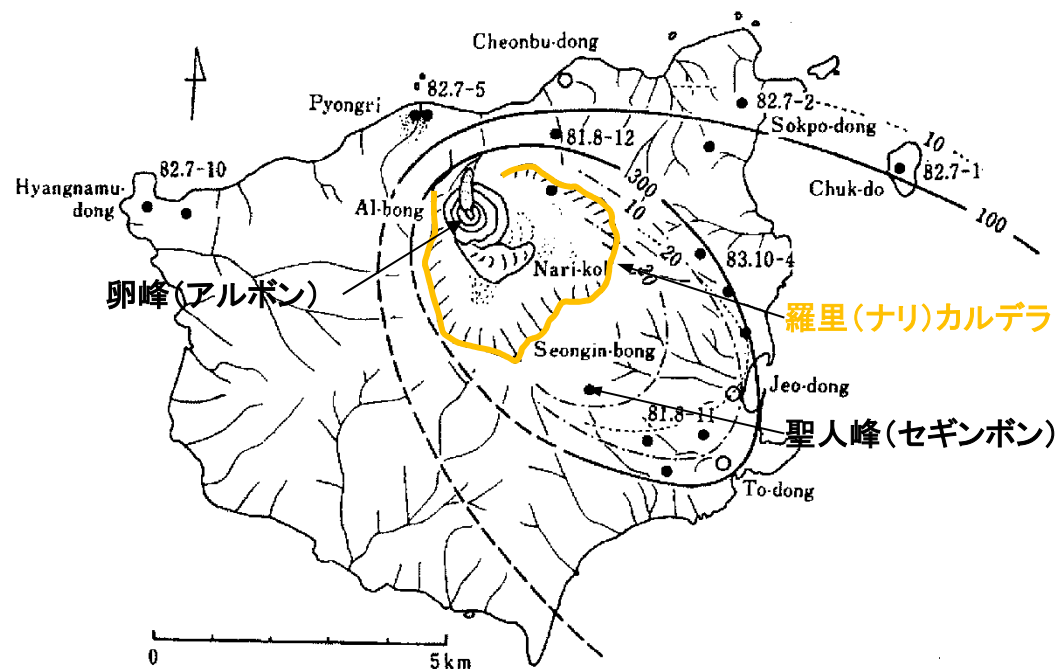 Cheonbu-dong
82.7-5
Pyongri
82.7-2
Sokpo-dong
10
81.8-12
82.7-1
82.7-10
Hyangnamu-
dong
Chuk-do
300
Al-bong
10
100
20
83.10-4
Nari-kol
卵峰(アルボン)
羅里(ナリ)カルデラ
Seongin-bong
Jeo-dong
81.8-11
聖人峰(セギンボン)
To-dong
0
5km